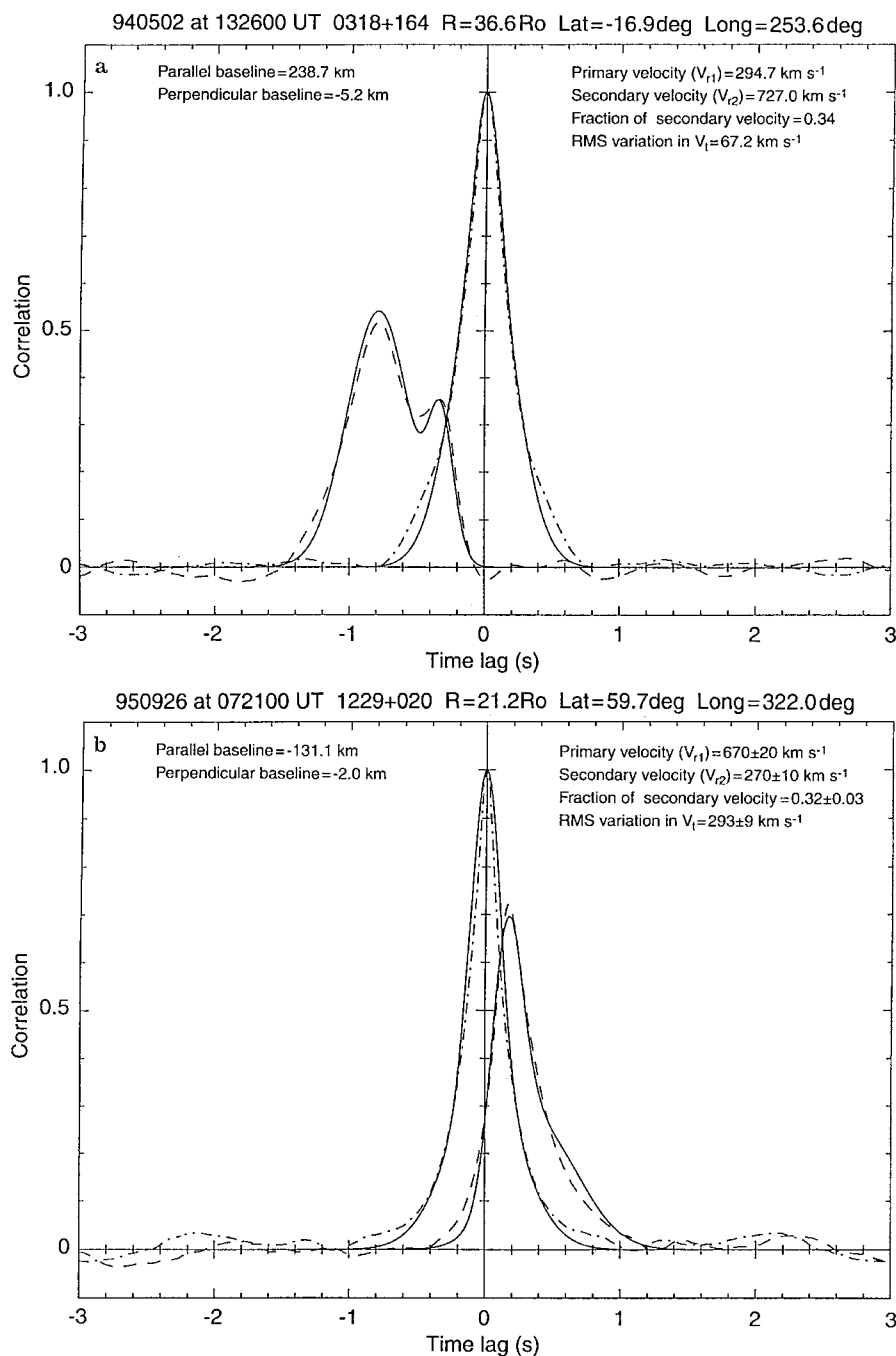 940502 at 132600 UT 0318+164 R=36.6Ro Lat=-16.9deg Long=253.6deg
a
Parallel baseline=238.7 km
Perpendicular baseline=-5.2 km
Primary velocity (Vr1)=294.7 km s-1
Secondary velocity (Vr2)=727.0 km s-1
Fraction of secondary velocity=0.34
RMS variation in Vt=67.2 km s-1
1.0
0.5
0
Correlation
-3 -2 -1 0 1 2 3
Time lag (s)
950926 at 072100 UT 1229+020 R=21.2Ro Lat=59.7deg Long=322.0deg
b
Parallel baseline=-131.1 km
Perpendicular baseline=-2.0 km
Primary velocity (Vr1)=670±20 km s-1
Secondary velocity (Vr2)=270±10 km s-1
Fraction of secondary velocity=0.32±0.03
RMS variation in Vt=293±9 km s-1
1.0
0.5
0
Correlation
-3 -2 -1 0 1 2 3
Time lag (s)